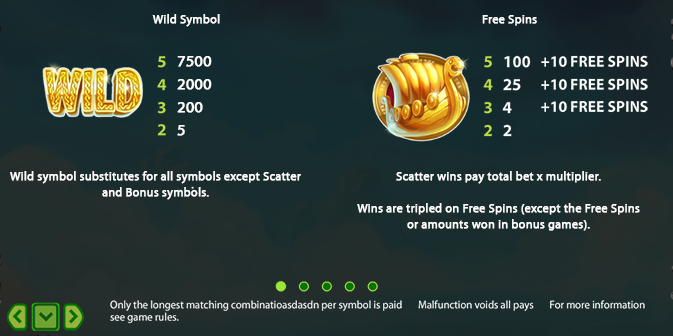 Wild Symbol
WILD
5 7500
4 2000
3 200
2 5
Wild symbol substitutes for all symbols except Scatter
and Bonus symbols.
Free Spins
5 100 +10 FREE SPINS
4 25 +10 FREE SPINS
3 4 +10 FREE SPINS
2 2
Scatter wins pay total bet x multiplier.
Wins are tripled on Free Spins (except the Free Spins
or amounts won in bonus games).
Only the longest matching combinatioasdasdn per symbol is paid Malfunction voids all pays For more information
see game rules.